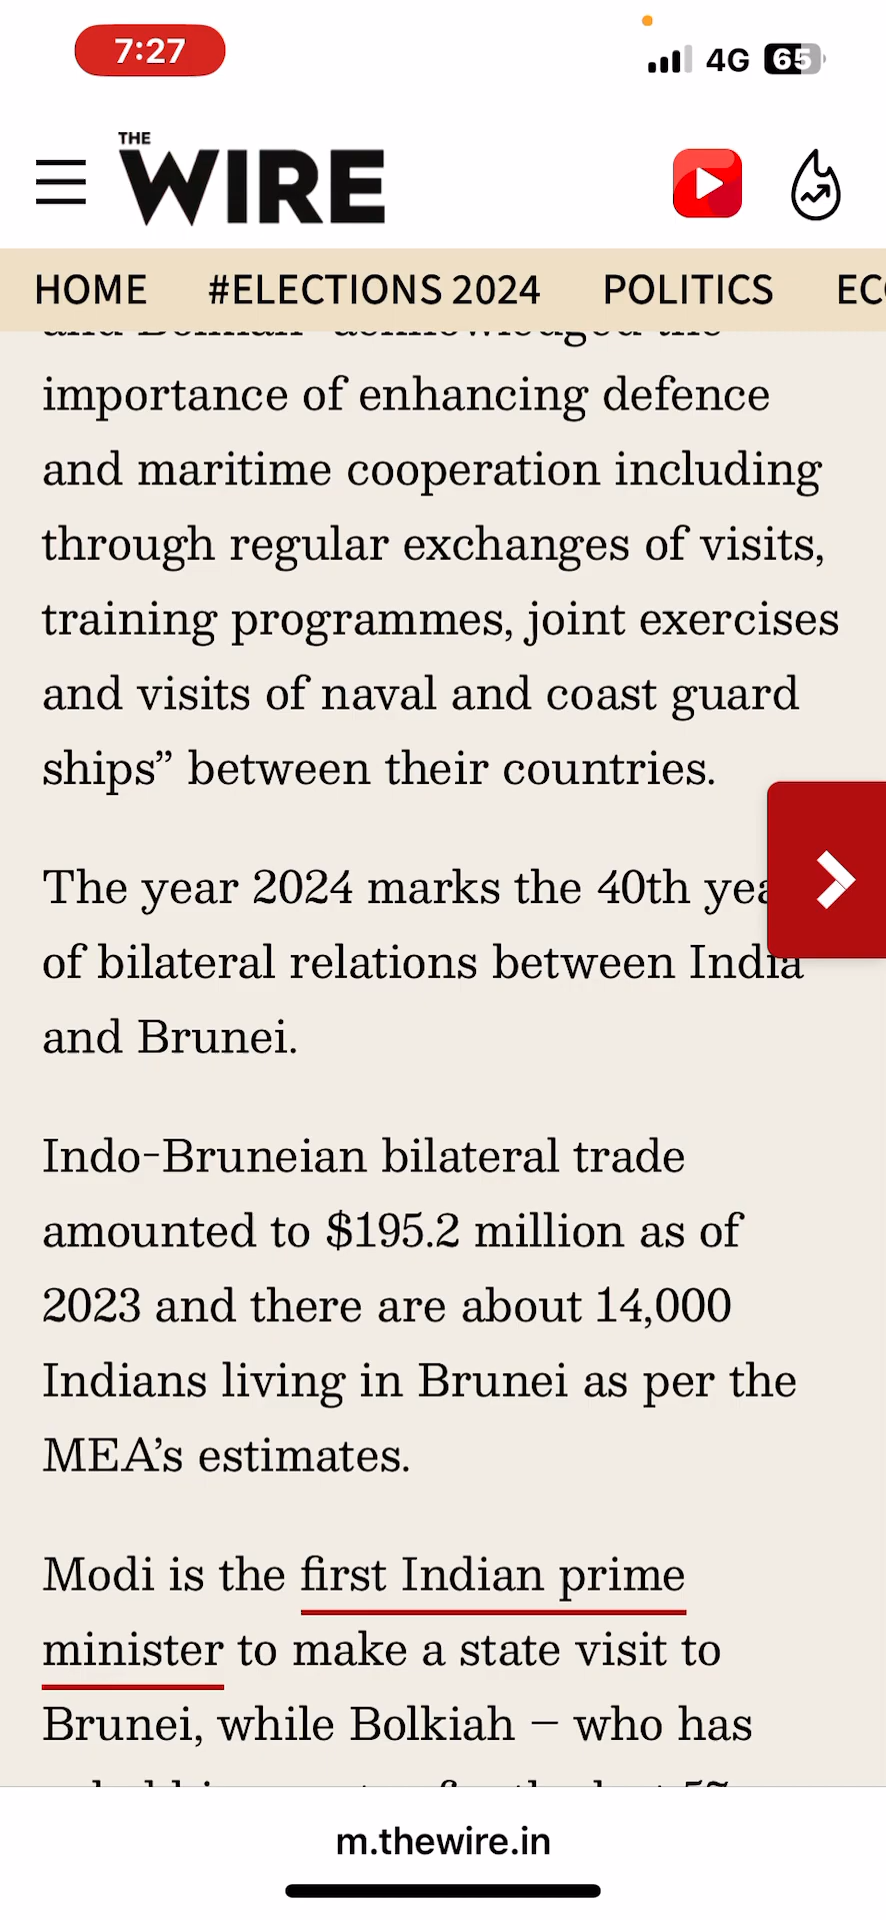 7:27
4G 65
THE
WIRE
HOME #ELECTIONS 2024 POLITICS
importance of enhancing defence
and maritime cooperation including
through regular exchanges of visits,
training programmes, joint exercises
and visits of naval and coast guard
ships” between their countries.
The year 2024 marks the 40th
of bilateral relations between India
and Brunei.
Indo-Bruneian bilateral trade
amounted to $195.2 million as of
2023 and there are about 14,000
Indians living in Brunei as per the
MEA’s estimates.
Modi is the first Indian prime
minister to make a state visit to
Brunei, while Bolkiah – who has
m.thewire.in